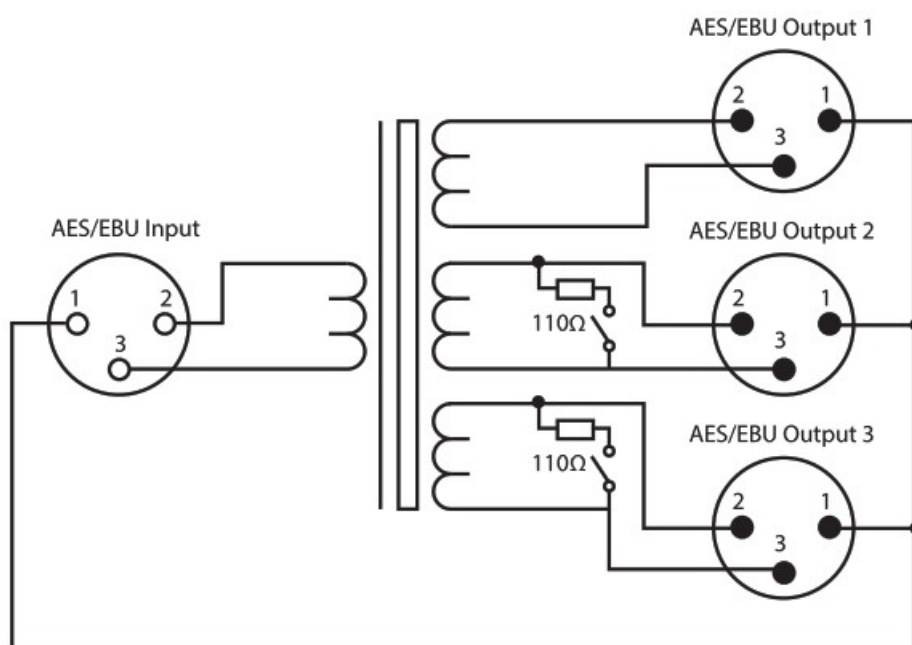 AES/EBU Output 1
2
1
3
AES/EBU Input
1
2
3
AES/EBU Output 2
2
1
3
110Ω
AES/EBU Output 3
2
1
3
110Ω